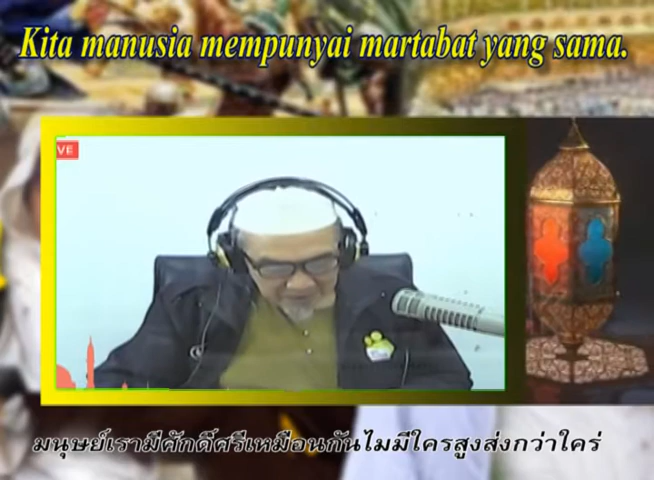 Kita manusia mempunyai martabat yang sama.
VE
มนุษย์เรามีศักดิ์ศรีเหมือนกันไมมีใครสูงส่งกว่าใคร่